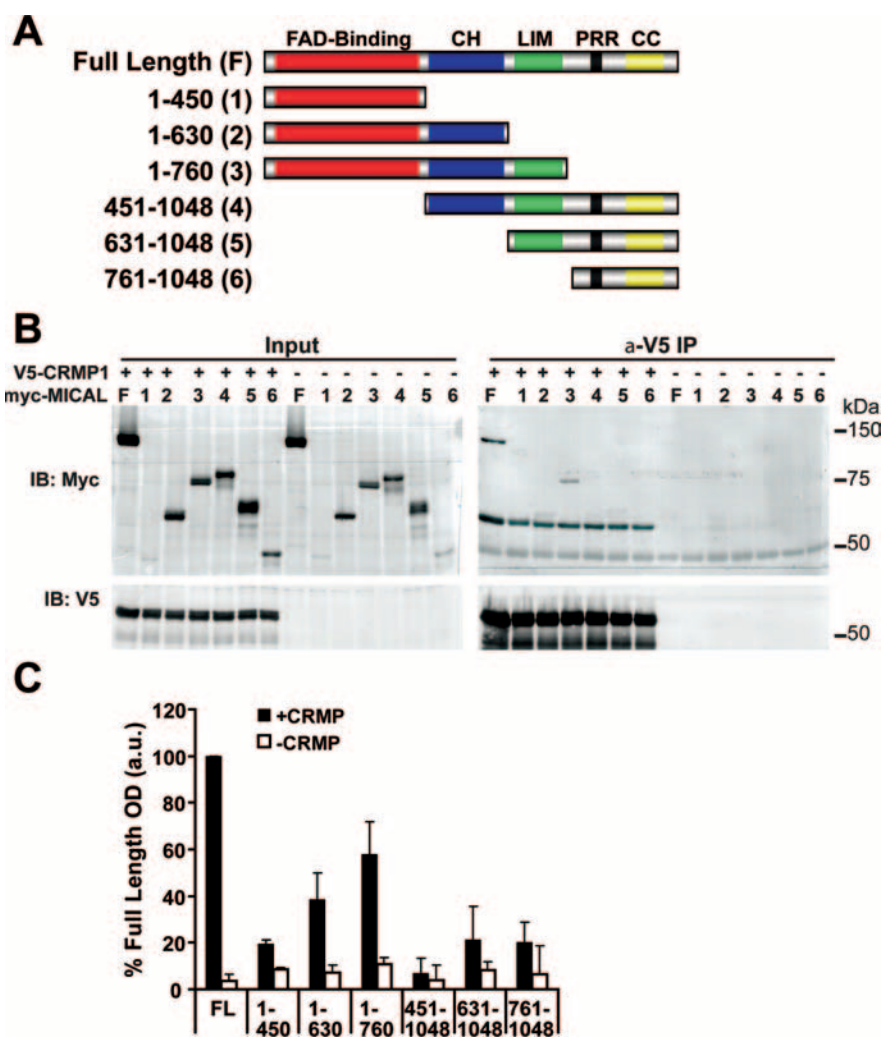 A
FAD-Binding CH LIM PRR CC
Full Length (F)
1-450 (1)
1-630 (2)
1-760 (3)
451-1048 (4)
631-1048 (5)
761-1048 (6)
B
Input
a-V5 IP
V5-CRMP1 + + + + + + + - - - - - - - + + + + + + + - - - - - - -
myc-MICAL F 1 2 3 4 5 6 F 1 2 3 4 5 6 F 1 2 3 4 5 6 F 1 2 3 4 5 6
kDa
-150
IB: Myc
-75
-50
IB: V5
-50
C
% Full Length OD (a.u.)
120
100
80
60
40
20
0
+CRMP
-CRMP
FL 1-450 1-630 1-760 451-1048 631-1048 761-1048